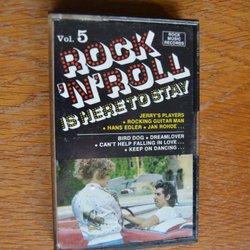 Vol. 5
ROCK MUSIC RECORDS
ROCK
'N' ROLL
IS HERE TO STAY
JERRY'S PLAYERS
• ROCKING GUITAR MAN
• HANS EDLER • JAN ROHDE...
BIRD DOG • DREAMLOVER
• CAN'T HELP FALLING IN LOVE...
• KEEP ON DANCING...